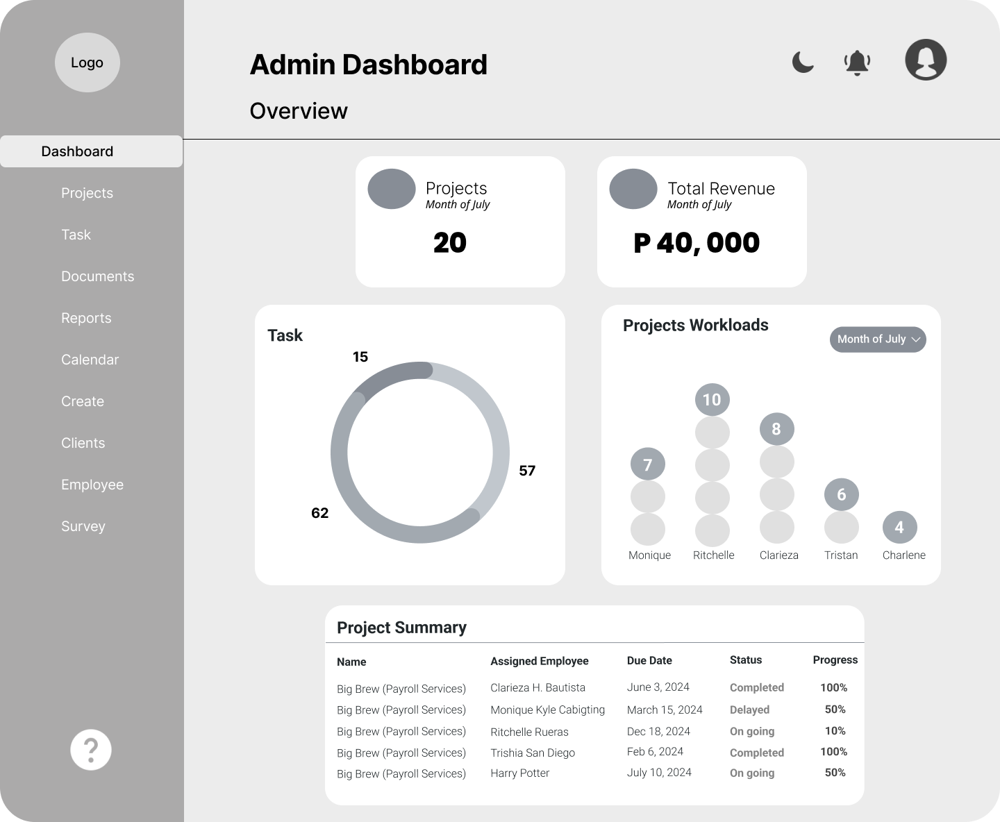 Logo
Admin Dashboard
Overview
Dashboard
Projects
Task
Documents
Reports
Calendar
Create
Clients
Employee
Survey
?
Projects
Month of July
20
Total Revenue
Month of July
P 40, 000
Task
15
57
62
Projects Workloads
Month of July
7
10
8
6
4
Monique Ritchelle Clarieza Tristan Charlene
Project Summary
Name Assigned Employee Due Date Status Progress
Big Brew (Payroll Services) Clarieza H. Bautista June 3, 2024 Completed 100%
Big Brew (Payroll Services) Monique Kyle Cabigting March 15, 2024 Delayed 50%
Big Brew (Payroll Services) Ritchelle Rueras Dec 18, 2024 On going 10%
Big Brew (Payroll Services) Trishia San Diego Feb 6, 2024 Completed 100%
Big Brew (Payroll Services) Harry Potter July 10, 2024 On going 50%